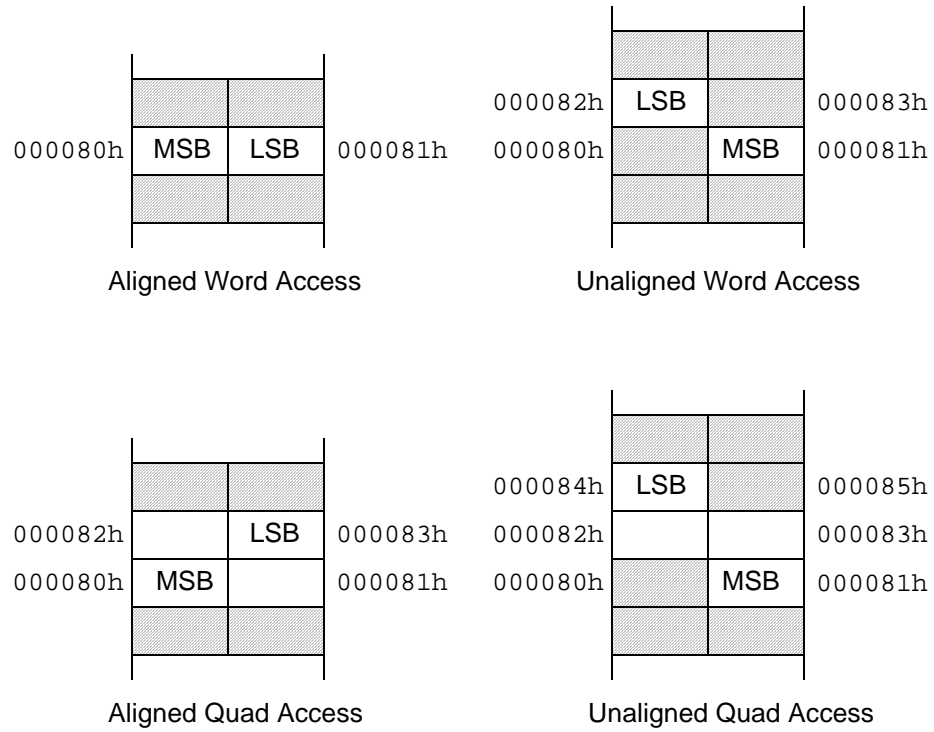 000080h MSB LSB 000081h
Aligned Word Access
000082h LSB 000083h
000080h MSB 000081h
Unaligned Word Access
000082h LSB 000083h
000080h MSB 000081h
Aligned Quad Access
000084h LSB 000085h
000082h 000083h
000080h MSB 000081h
Unaligned Quad Access